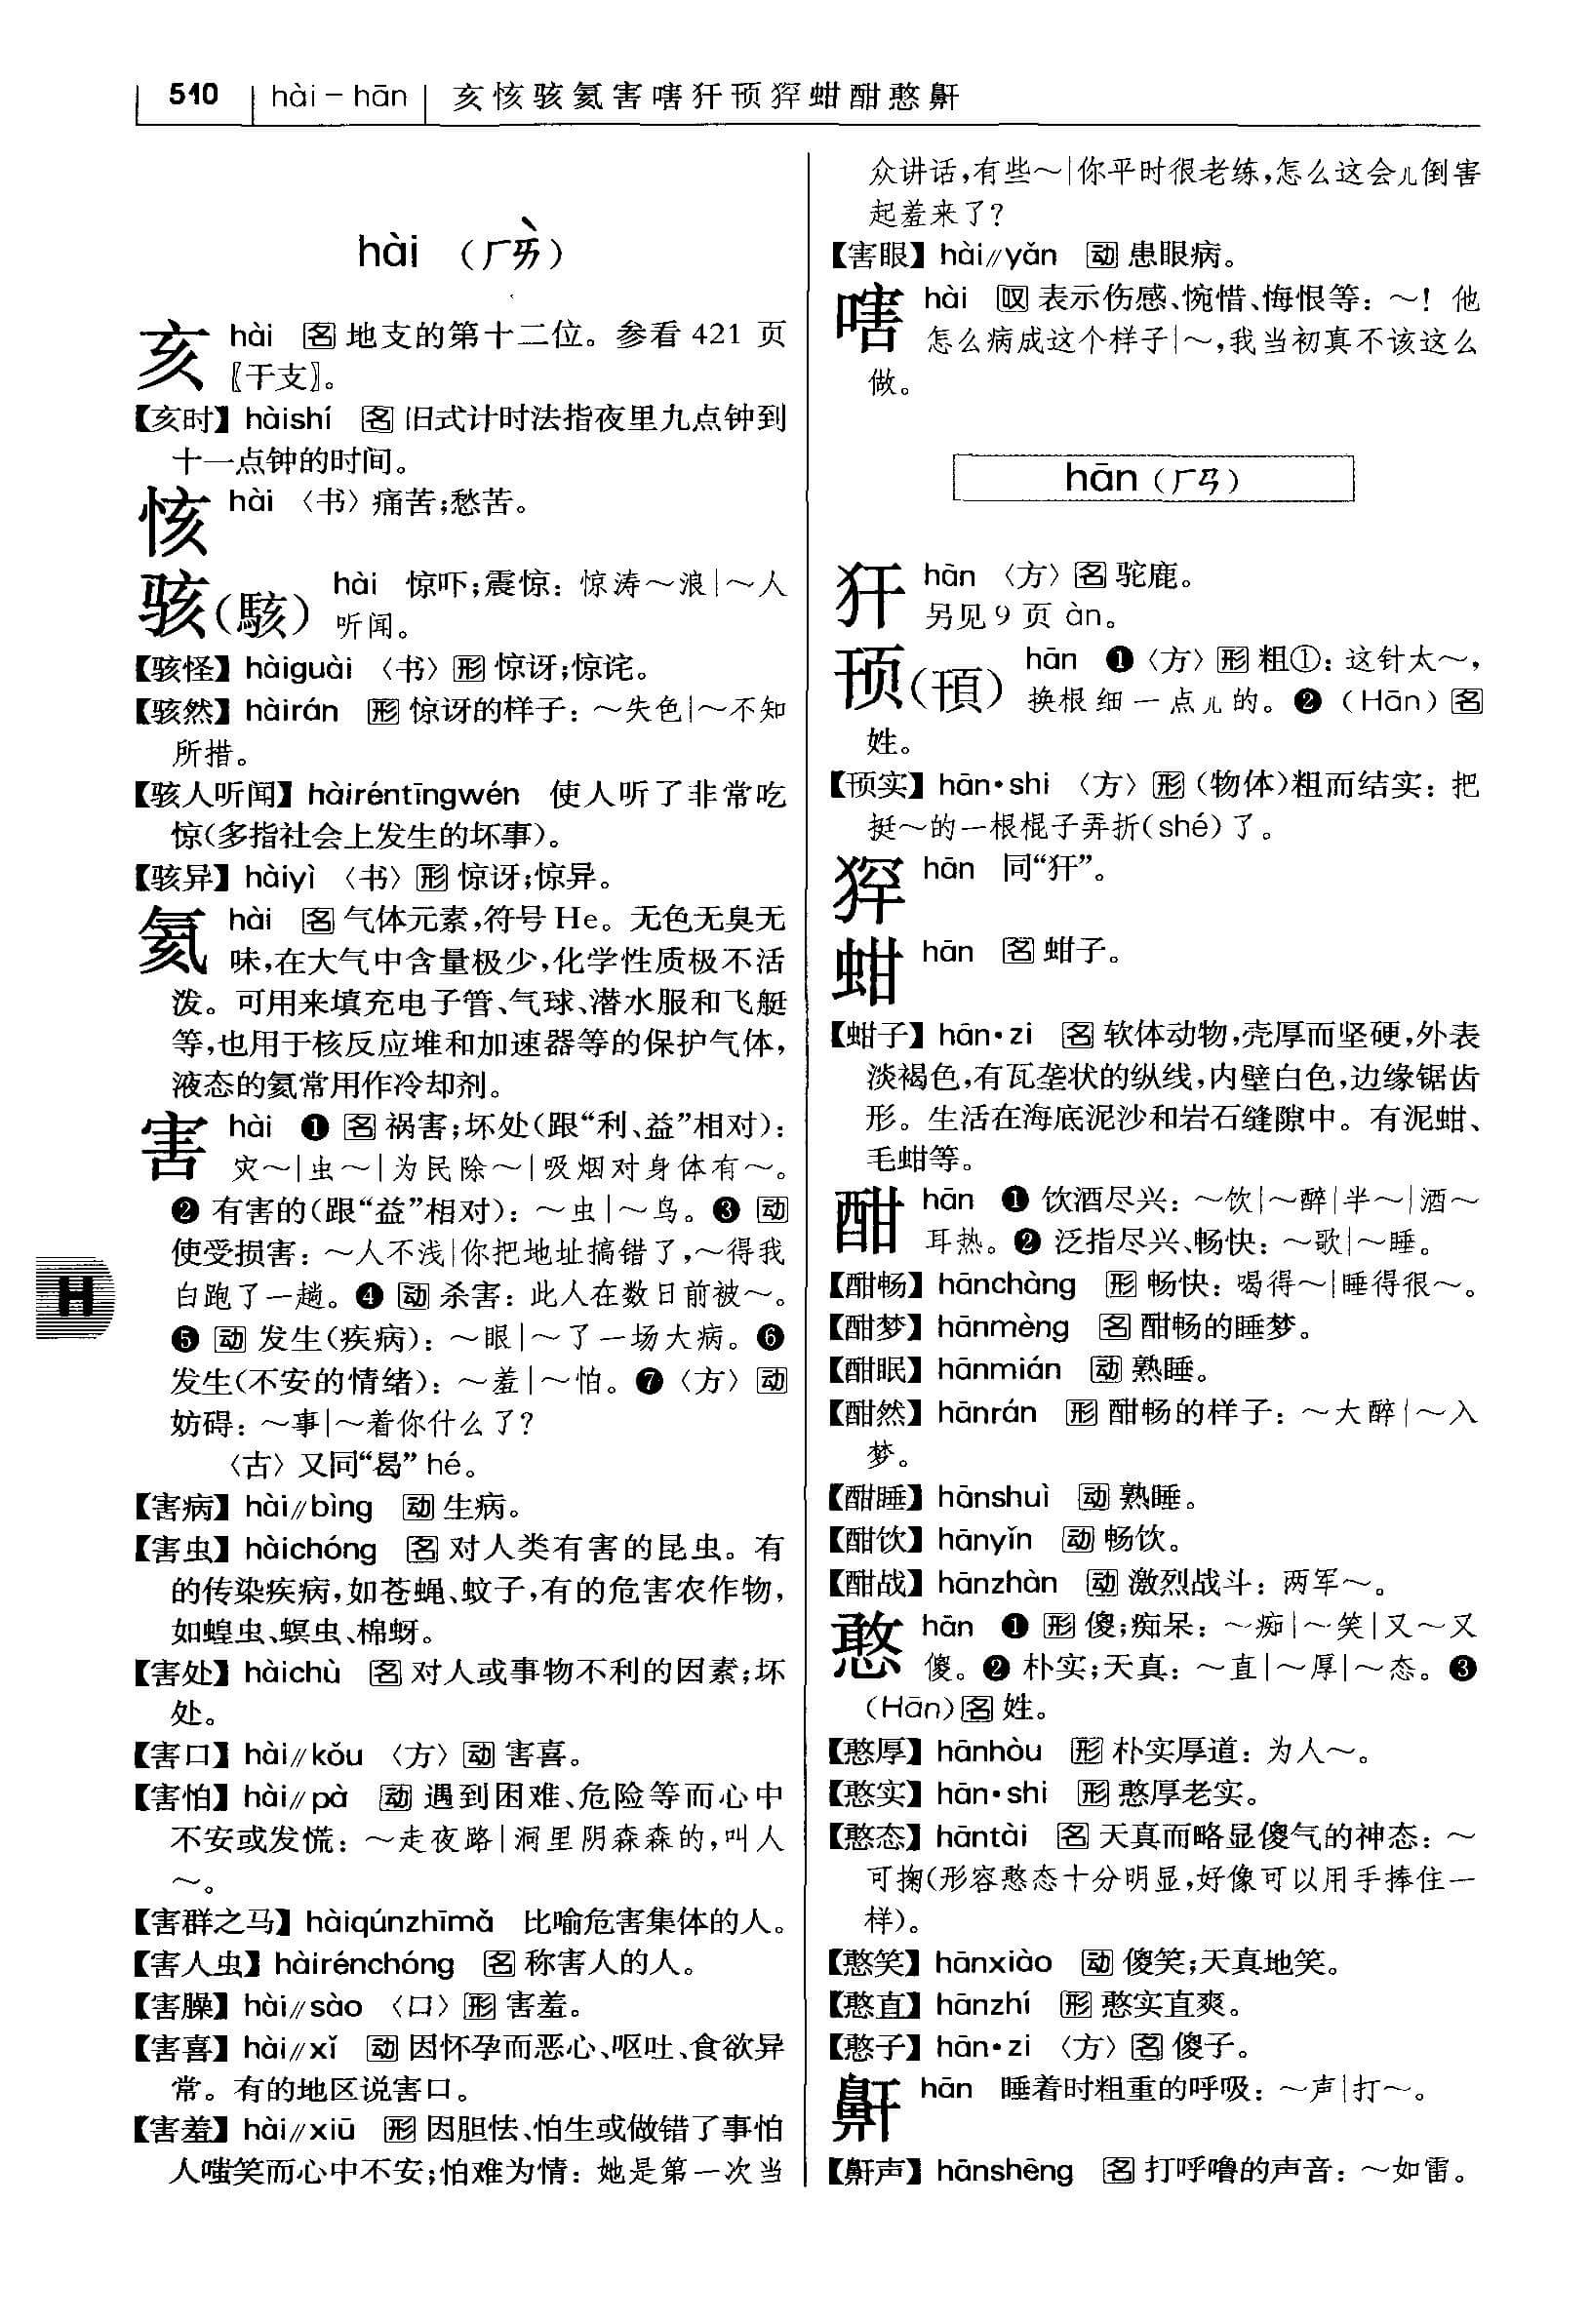 510 hài－hān 亥恔骇氦害嗐犴顸㺋蚶酣憨鼾
hài （ㄏㄞˋ）
亥 hài 名 地支的第十二位。参看 421 页
〖干支〗。
【亥时】 hàishí 名 旧式计时法指夜里九点钟到
十一点钟的时间。
㤥 hài 〈书〉痛苦；愁苦。
骇（駭） hài 惊吓；震惊：惊涛～浪｜～人
听闻。
【骇怪】 hàiguài 〈书〉形 惊讶；惊诧。
【骇然】 hàirán 形 惊讶的样子：～失色｜～不知
所措。
【骇人听闻】 hàiréntīngwén 使人听了非常吃
惊（多指社会上发生的坏事）。
【骇异】 hàiyì 〈书〉形 惊讶；惊异。
氦 hài 名 气体元素，符号 He。无色无臭无
味，在大气中含量极少，化学性质极不活
泼。可用来填充电子管、气球、潜水服和飞艇
等，也用于核反应堆和加速器等的保护气体，
液态的氦常用作冷却剂。
害 hài ❶ 名 祸害；坏处（跟“利、益”相对）：
灾～｜虫～｜为民除～｜吸烟对身体有～。
❷ 有害的（跟“益”相对）：～虫｜～鸟。❸ 动
使受损害：～人不浅｜你把地址搞错了，～得我
白跑了一趟。❹ 动 杀害：此人在数日前被～。
❺ 动 发生（疾病）：～眼｜～了一场大病。❻
发生（不安的情绪）：～羞｜～怕。❼〈方〉动
妨碍：～事｜～着你什么了？
〈古〉又同“曷” hé。
【害病】 hài//bìng 动 生病。
【害虫】 hàichóng 名 对人类有害的昆虫。有
的传染疾病，如苍蝇、蚊子，有的危害农作物，
如蝗虫、螟虫、棉蚜。
【害处】 hàichù 名 对人或事物不利的因素；坏
处。
【害口】 hài//kǒu 〈方〉动 害喜。
【害怕】 hài//pà 动 遇到困难、危险等而心中
不安或发慌：～走夜路｜洞里阴森森的，叫人
～。
【害群之马】 hàiqúnzhīmǎ 比喻危害集体的人。
【害人虫】 hàirénchóng 名 称害人的人。
【害臊】 hài//sào 〈口〉形 害羞。
【害喜】 hài//xǐ 动 因怀孕而恶心、呕吐、食欲异
常。有的地区说害口。
【害羞】 hài//xiū 形 因胆怯、怕生或做错了事怕
人嗤笑而心中不安；怕难为情：她是第一次当
众讲话，有些～｜你平时很老练，怎么这会儿倒害
起羞来了？
【害眼】 hài//yǎn 动 患眼病。
嗐 hài 叹 表示伤感、惋惜、悔恨等：～！他
怎么病成这个样子｜～，我当初真不该这么
做。
hān（ㄏㄢ）
犴 hān 〈方〉名 驼鹿。
另见 9 页 àn。
顸（頇） hān ❶〈方〉形 粗①：这针太～，
换根细一点儿的。❷（Hān）名
姓。
【顸实】 hān·shi 〈方〉形（物体）粗而结实：把
挺～的一根棍子弄折（shé）了。
㺋 hān 同“犴”。
蚶 hān 名 蚶子。
【蚶子】 hān·zi 名 软体动物，壳厚而坚硬，外表
淡褐色，有瓦垄状的纵线，内壁白色，边缘锯齿
形。生活在海底泥沙和岩石缝隙中。有泥蚶、
毛蚶等。
酣 hān ❶ 饮酒尽兴：～饮｜～醉｜半～｜酒～
耳热。❷ 泛指尽兴、畅快：～歌｜～睡。
【酣畅】 hānchàng 形 畅快：喝得～｜睡得很～。
【酣梦】 hānmèng 名 酣畅的睡梦。
【酣眠】 hānmián 动 熟睡。
【酣然】 hānrán 形 酣畅的样子：～大醉｜～入
梦。
【酣睡】 hānshuì 动 熟睡。
【酣饮】 hānyǐn 动 畅饮。
【酣战】 hānzhàn 动 激烈战斗：两军～。
憨 hān ❶ 形 傻；痴呆：～痴｜～笑｜又～又
傻。❷ 朴实；天真：～直｜～厚｜～态。❸
（Hān）名 姓。
【憨厚】 hānhòu 形 朴实厚道：为人～。
【憨实】 hān·shi 形 憨厚老实。
【憨态】 hāntài 名 天真而略显傻气的神态：～
可掬（形容憨态十分明显，好像可以用手捧住一
样）。
【憨笑】 hānxiào 动 傻笑；天真地笑。
【憨直】 hānzhí 形 憨实直爽。
【憨子】 hān·zi 〈方〉名 傻子。
鼾 hān 睡着时粗重的呼吸：～声｜打～。
【鼾声】 hānshēng 名 打呼噜的声音：～如雷。
H